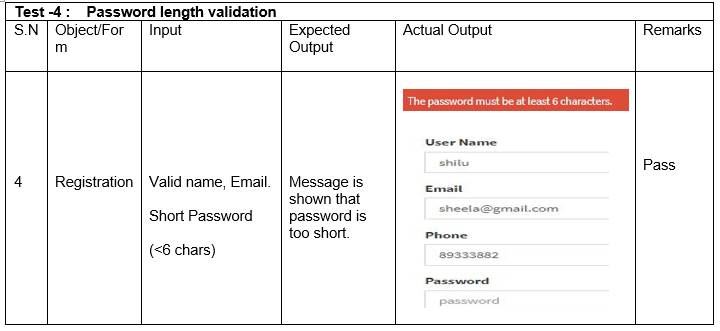 Test -4 : Password length validation
S.N Object/For Input Expected Actual Output Remarks
m Output
The password must be at least 6 characters.
User Name
shilu
Pass
4 Registration Valid name, Email. Message is
shown that
Email
Short Password password is
sheela@gmail.com
too short.
Phone
(<6 chars)
89333882
Password
password